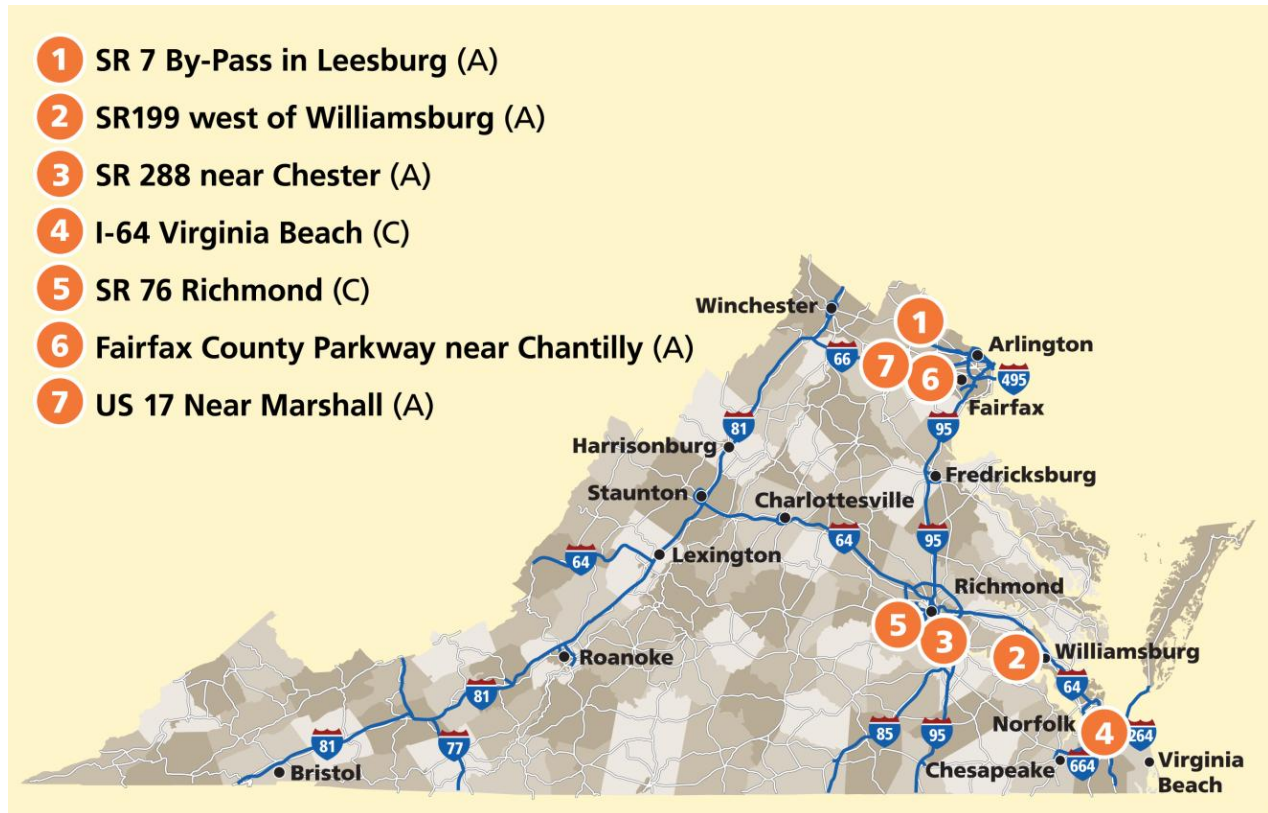 1 SR 7 By-Pass in Leesburg (A)
2 SR199 west of Williamsburg (A)
3 SR 288 near Chester (A)
4 I-64 Virginia Beach (C)
5 SR 76 Richmond (C)
6 Fairfax County Parkway near Chantilly (A)
7 US 17 Near Marshall (A)
Winchester
1
Arlington
66
7
6
495
Fairfax
81
95
Harrisonburg
Fredricksburg
Staunton
Charlottesville
64
95
64
Lexington
Richmond
5
3
2
Williamsburg
Roanoke
64
81
Norfolk
4
264
85
95
81
77
Chesapeake
664
Virginia
Beach
Bristol